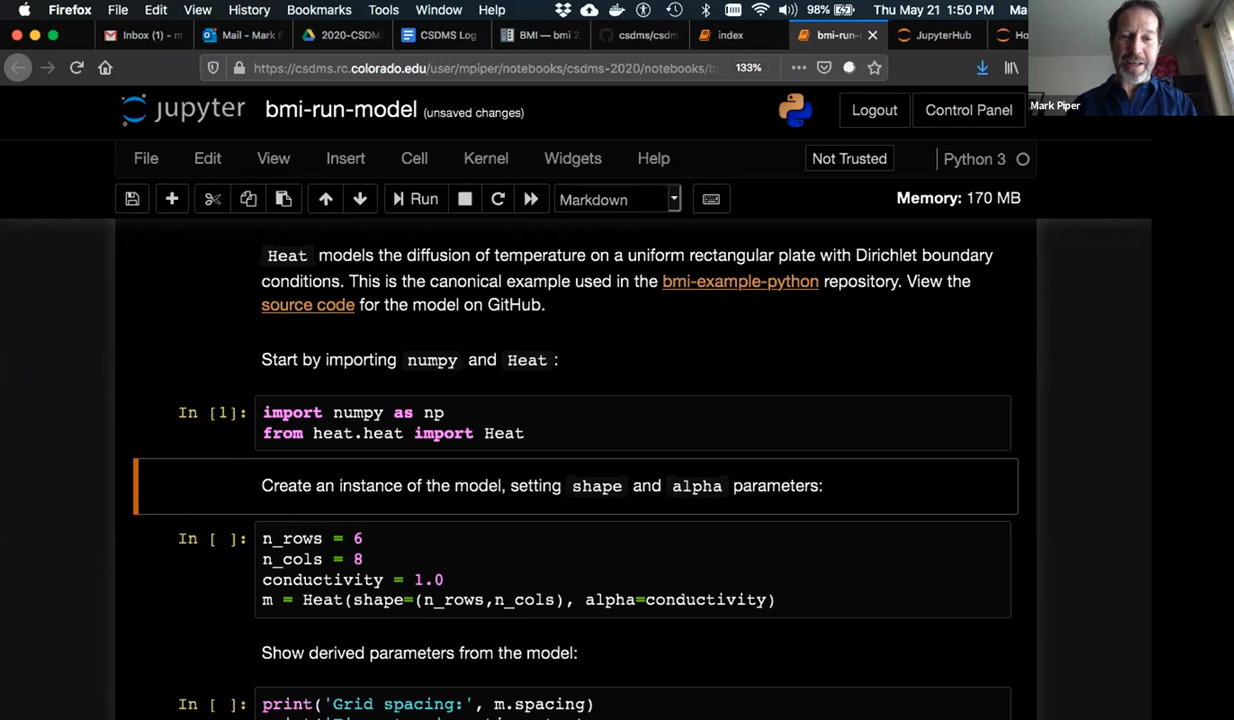 Firefox File Edit View History Bookmarks Tools Window Help 98% Thu May 21 1:50 PM Ma
Inbox (1) - m Mail - Mark P 2020-CSDM CSDMS Log BMI — bmi 2 csdms/csdm index bmi-run- JupyterHub Ho
https://csdms.rc.colorado.edu/user/mpiper/notebooks/csdms-2020/notebooks/b 133%
Mark Piper
jupyter bmi-run-model (unsaved changes) Logout Control Panel
File Edit View Insert Cell Kernel Widgets Help Not Trusted Python 3
Run Markdown Memory: 170 MB
Heat models the diffusion of temperature on a uniform rectangular plate with Dirichlet boundary
conditions. This is the canonical example used in the bmi-example-python repository. View the
source code for the model on GitHub.
Start by importing numpy and Heat :
In [1]: import numpy as np
from heat.heat import Heat
Create an instance of the model, setting shape and alpha parameters:
In [ ]: n_rows = 6
n_cols = 8
conductivity = 1.0
m = Heat(shape=(n_rows,n_cols), alpha=conductivity)
Show derived parameters from the model:
In [ ]: print('Grid spacing:', m.spacing)